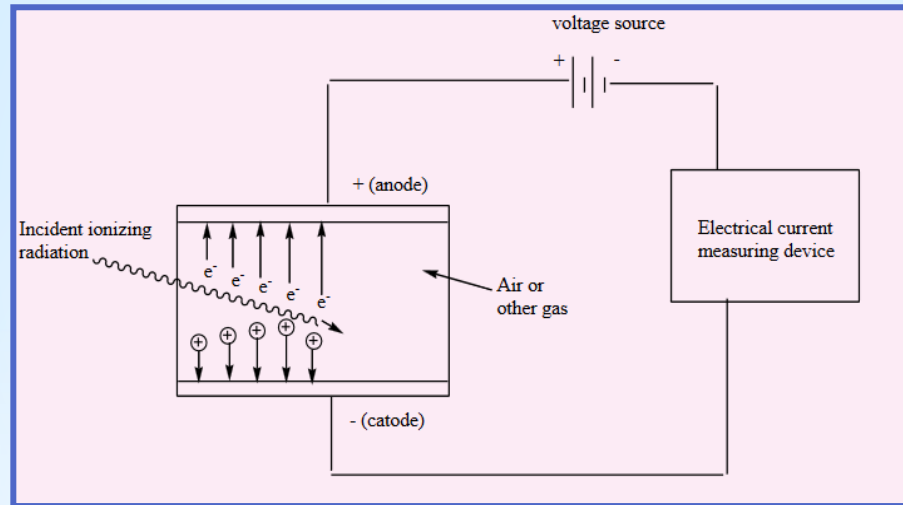 voltage source
+ -
+ (anode)
Incident ionizing
radiation
Electrical current
measuring device
e- e- e- e- e-
Air or
other gas
+ + + + +
- (catode)